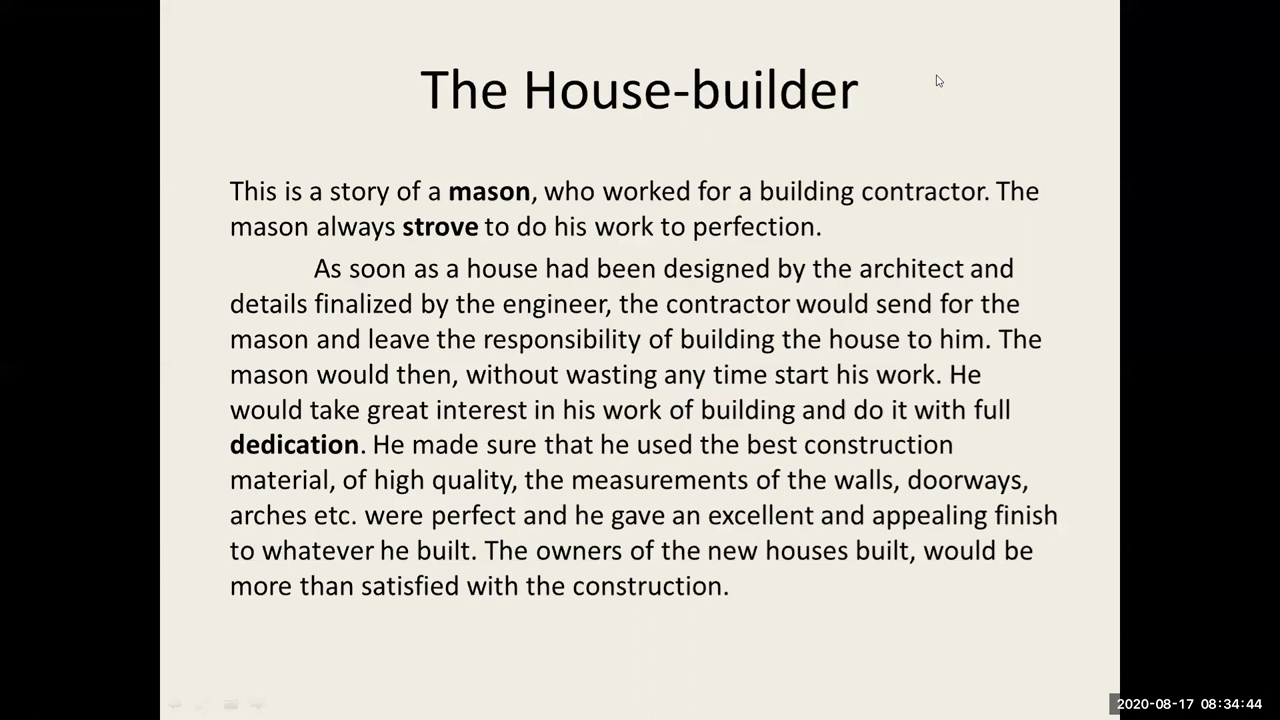 The House-builder
This is a story of a mason, who worked for a building contractor. The
mason always strove to do his work to perfection.
As soon as a house had been designed by the architect and
details finalized by the engineer, the contractor would send for the
mason and leave the responsibility of building the house to him. The
mason would then, without wasting any time start his work. He
would take great interest in his work of building and do it with full
dedication. He made sure that he used the best construction
material, of high quality, the measurements of the walls, doorways,
arches etc. were perfect and he gave an excellent and appealing finish
to whatever he built. The owners of the new houses built, would be
more than satisfied with the construction.
2020-08-17 08:34:44